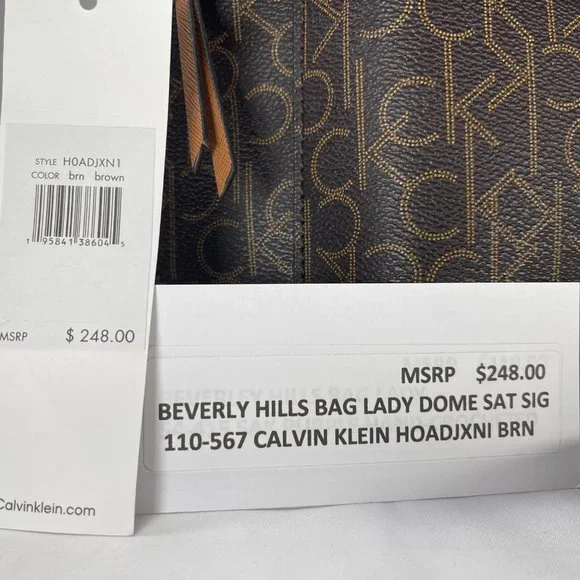 STYLE H0ADJXN1
COLOR brn brown
1 95841 38604 5
MSRP $ 248.00
Calvinklein.com
MSRP $248.00
BEVERLY HILLS BAG LADY DOME SAT SIG
110-567 CALVIN KLEIN HOADJXNI BRN